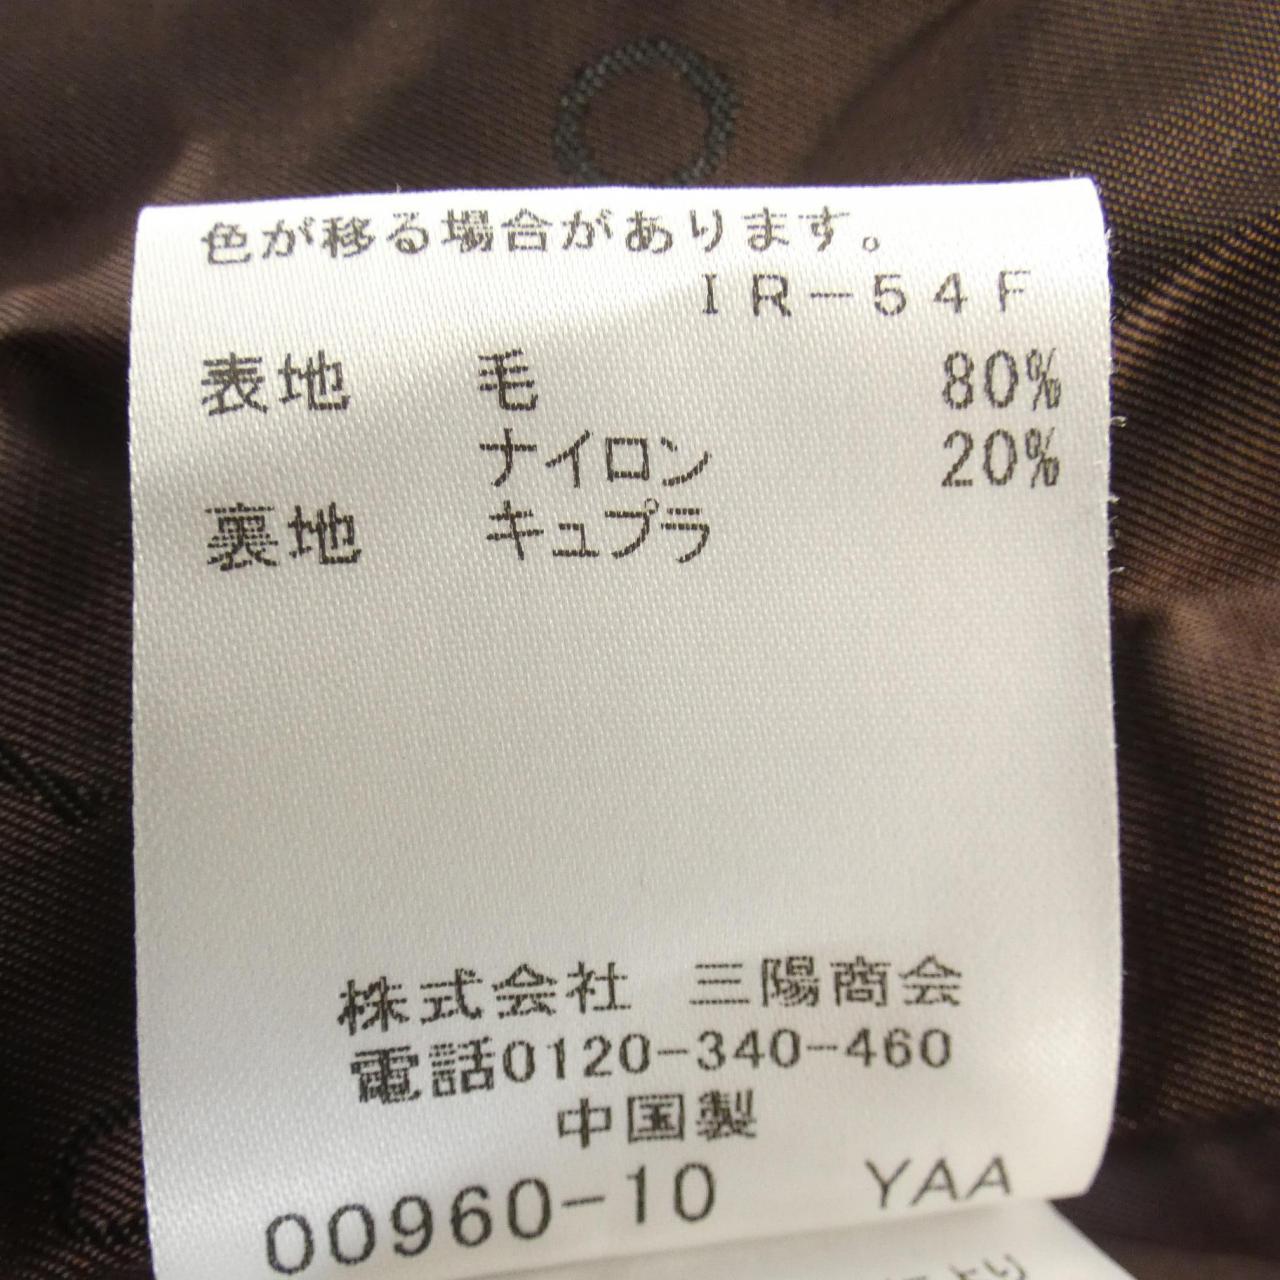 色が移る場合があります。
IR-54F
表地 毛 80%
ナイロン 20%
裏地 キュプラ
株式会社 三陽商会
電話0120-340-460
中国製
00960-10 YAA
より